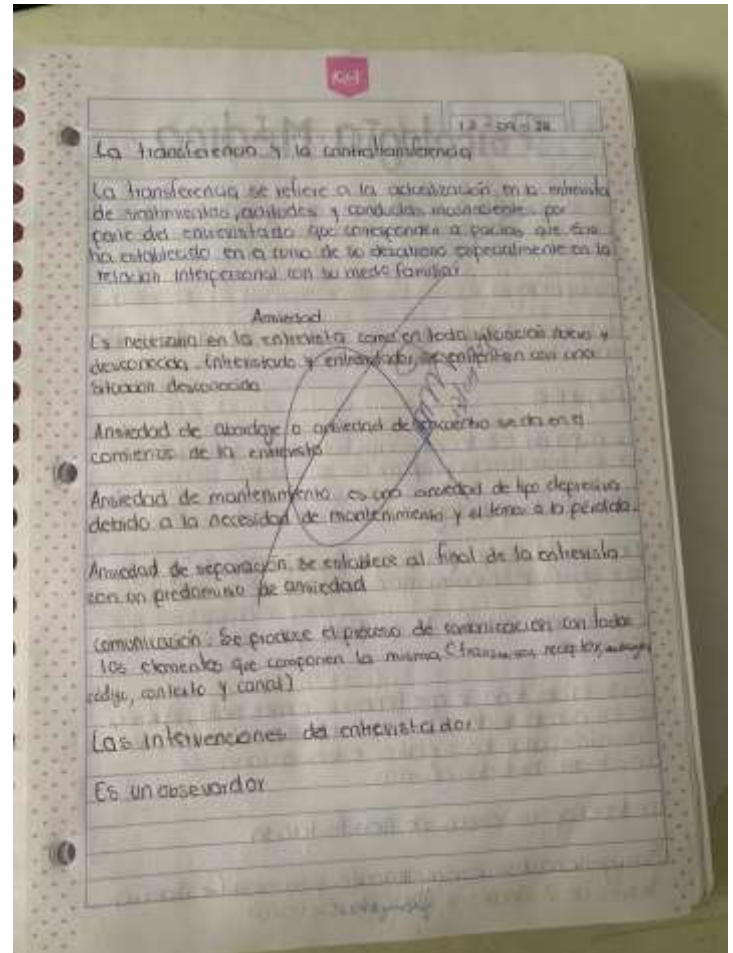 La transferencia y la contratransferencia
La transferencia se refiere a la actualización en la entrevista
de sentimientos, actitudes y conductas inconsciente, por
parte del entrevistado que corresponden a pautas que éste
ha establecido en el curso de su desarrollo especialmente en la
relación interpersonal con su medio familiar
Ansiedad
Es necesaria en la entrevista como en toda situación nueva y
desconocida. Entrevistado y entrevistador se enfrentan con una
situación desconocida
Ansiedad de abordaje o ansiedad de encuentro se da en el
comienzo de la entrevista
Ansiedad de mantenimiento es una ansiedad de tipo depresivo
debido a la necesidad de mantenimiento y el temor a la pérdida.
Ansiedad de separación se establece al final de la entrevista
con un predominio de ansiedad
comunicación: Se produce el proceso de comunicación con todos
los elementos que componen la misma (receptor,
código, contexto y canal)
Las intervenciones del entrevistador.
Es un obsevardor